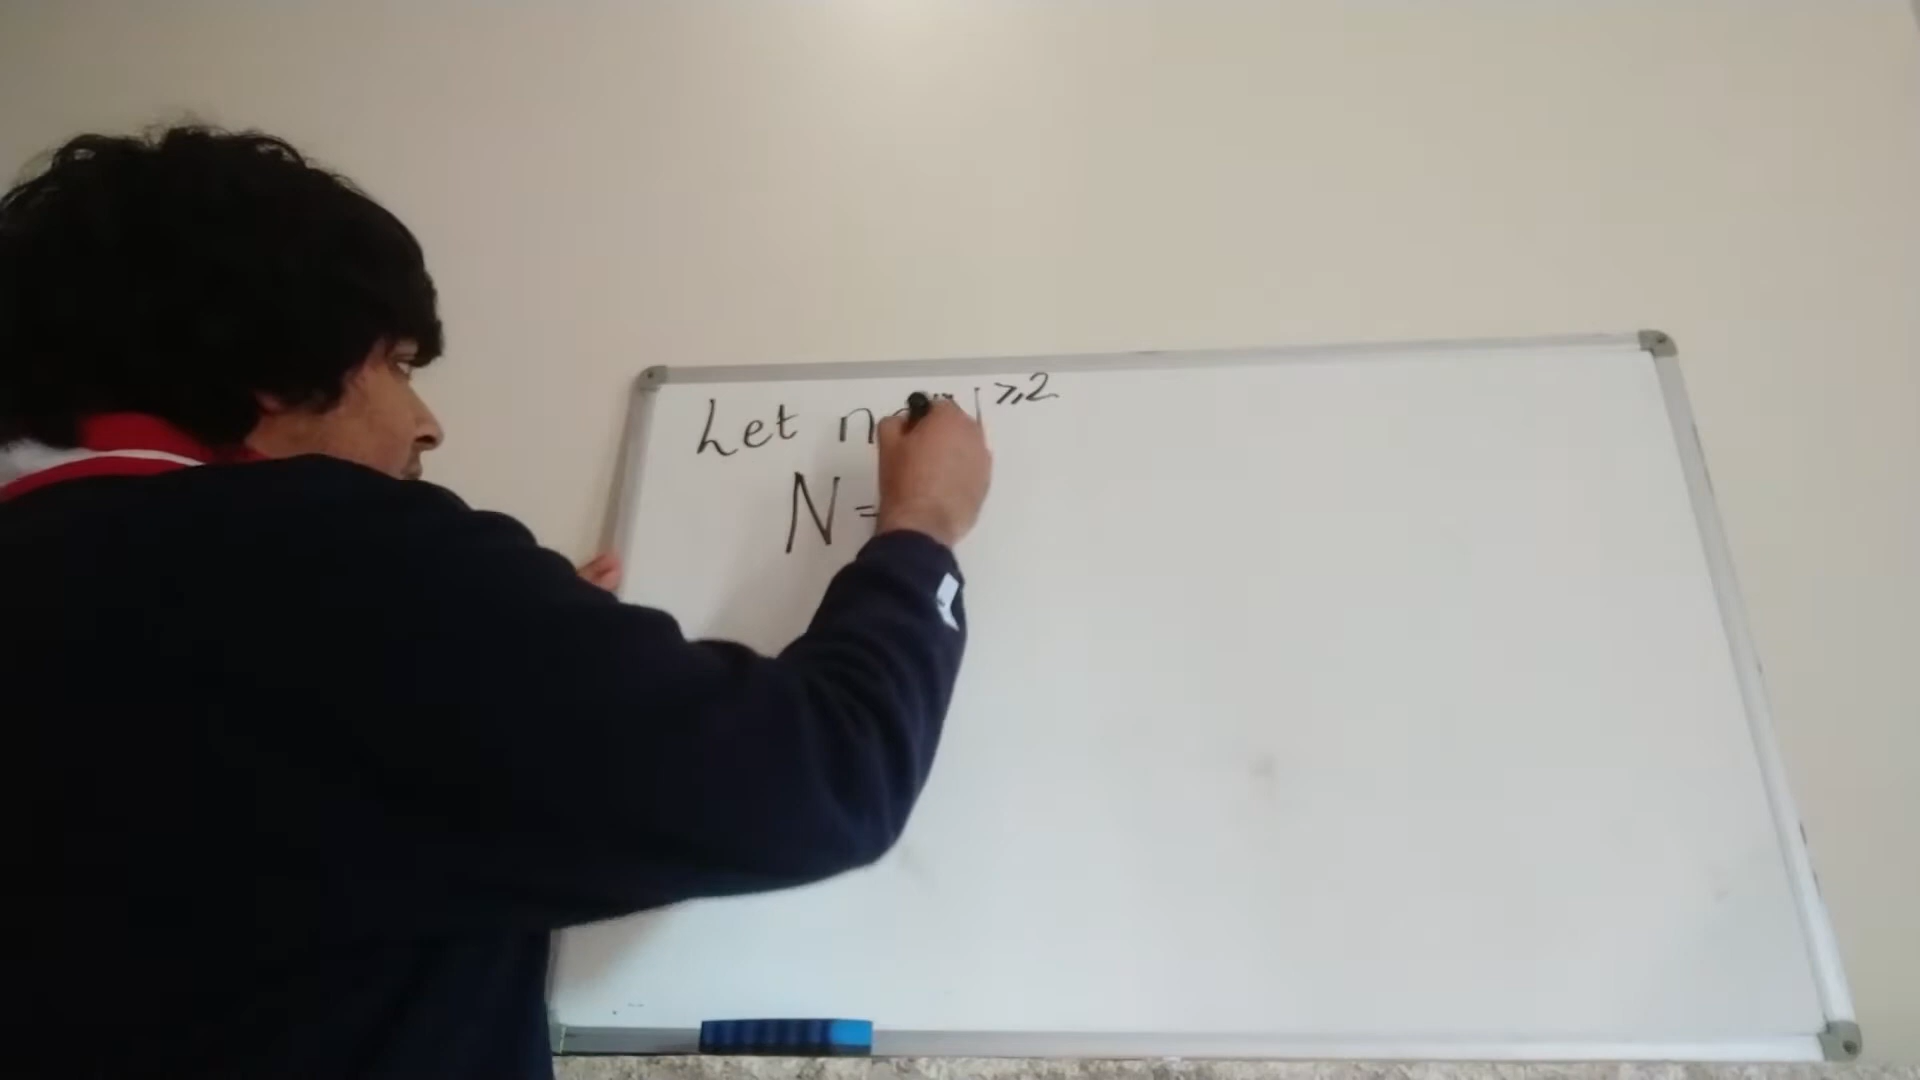 Let n ≥2
N =